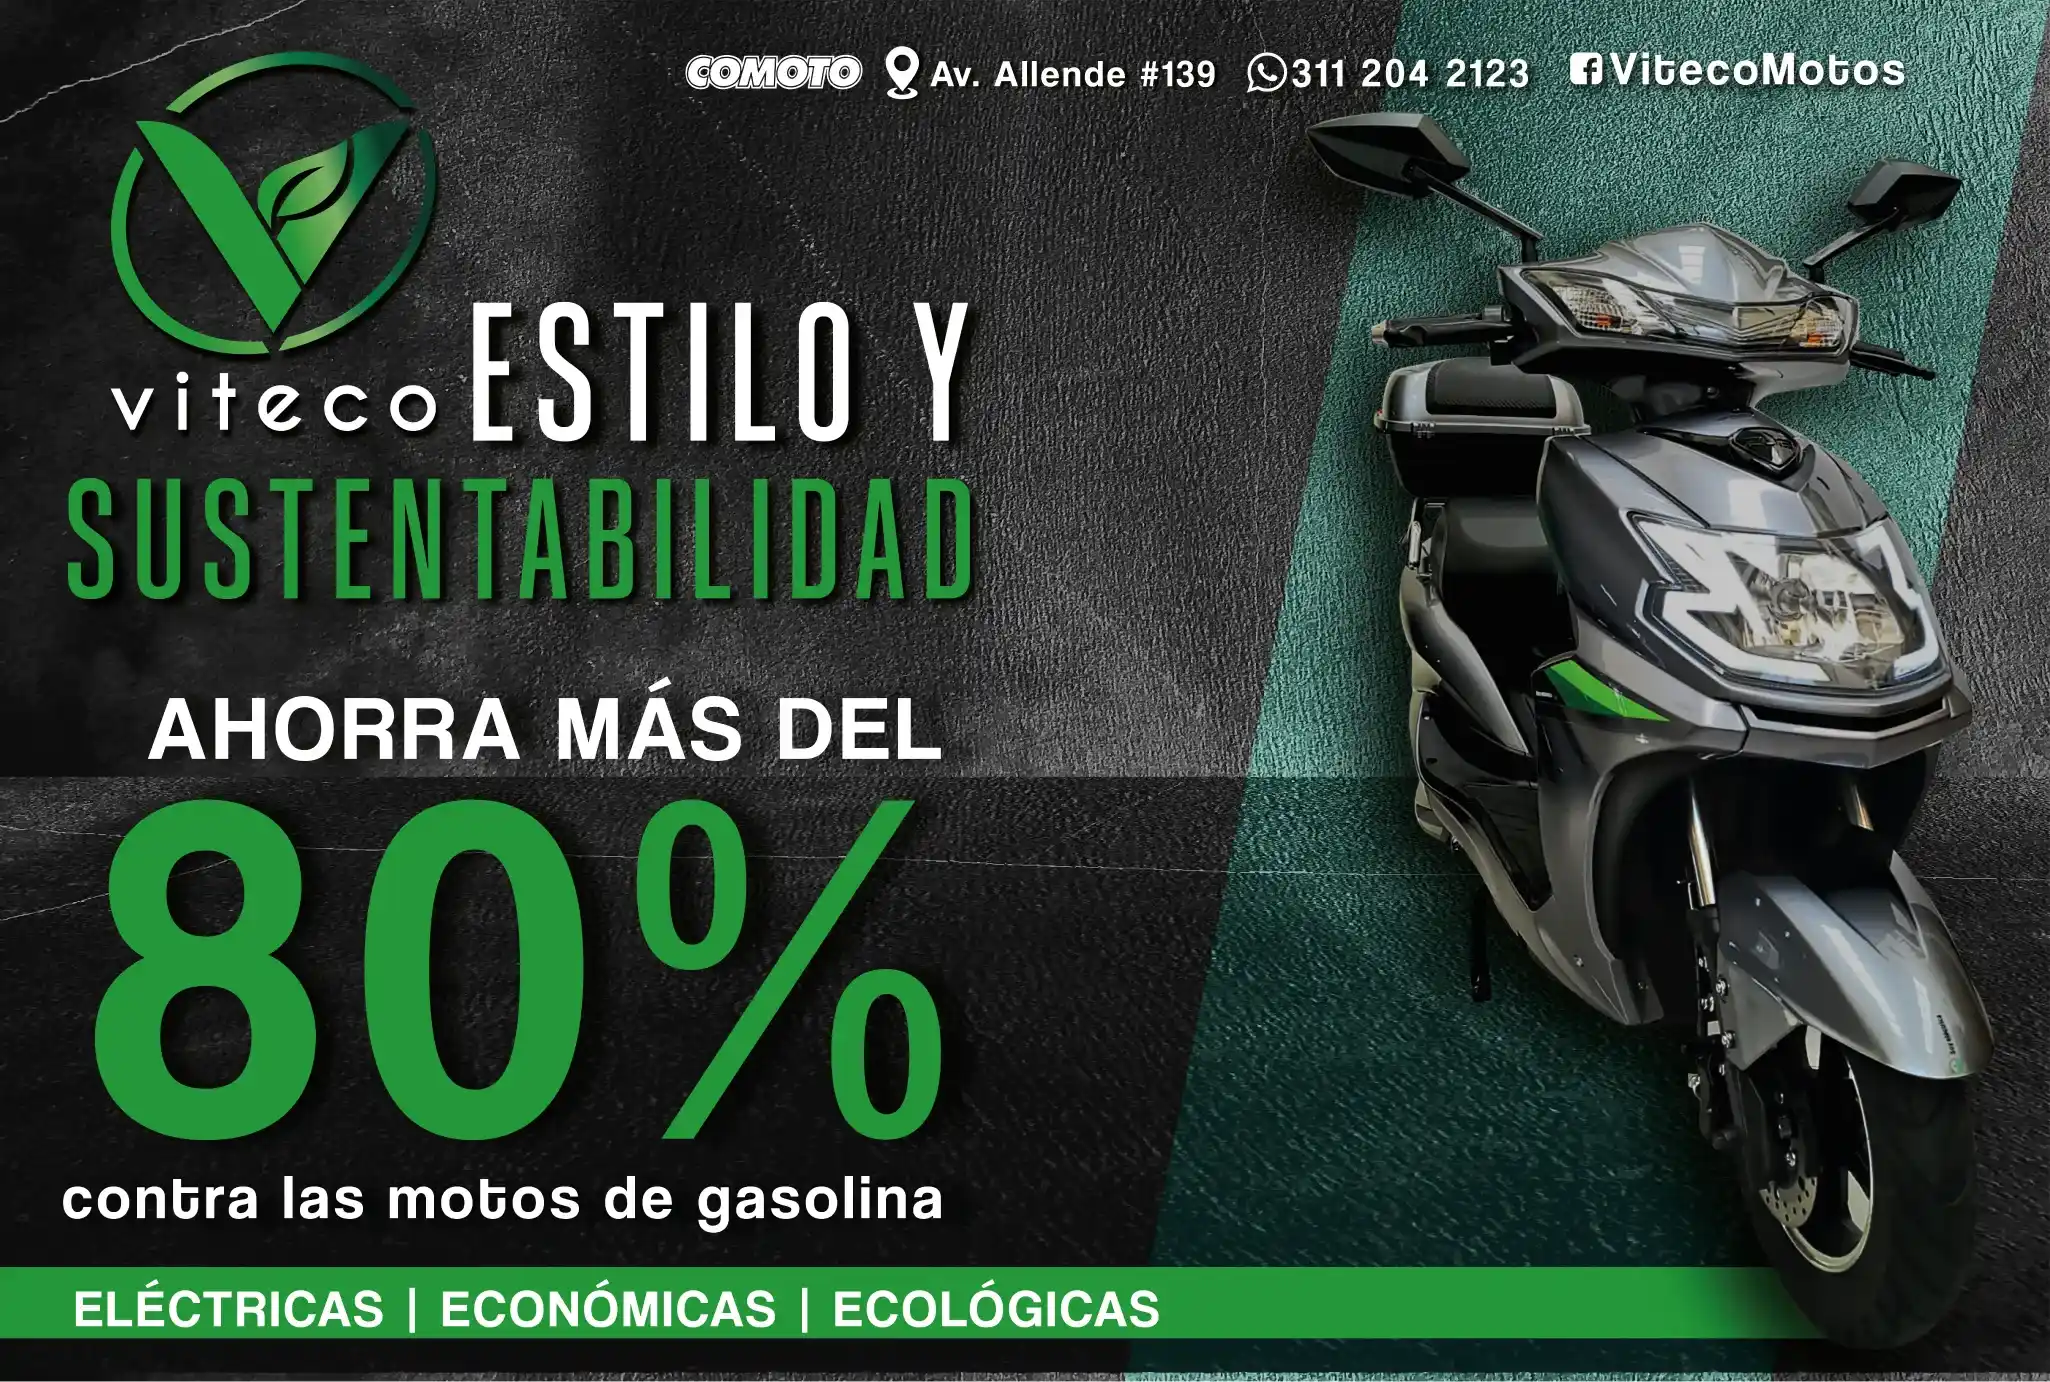 COMOTO Av. Allende #139 311 204 2123 VitecoMotos
viteco
ESTILO Y
SUSTENTABILIDAD
AHORRA MÁS DEL
80%
contra las motos de gasolina
ELÉCTRICAS | ECONÓMICAS | ECOLÓGICAS